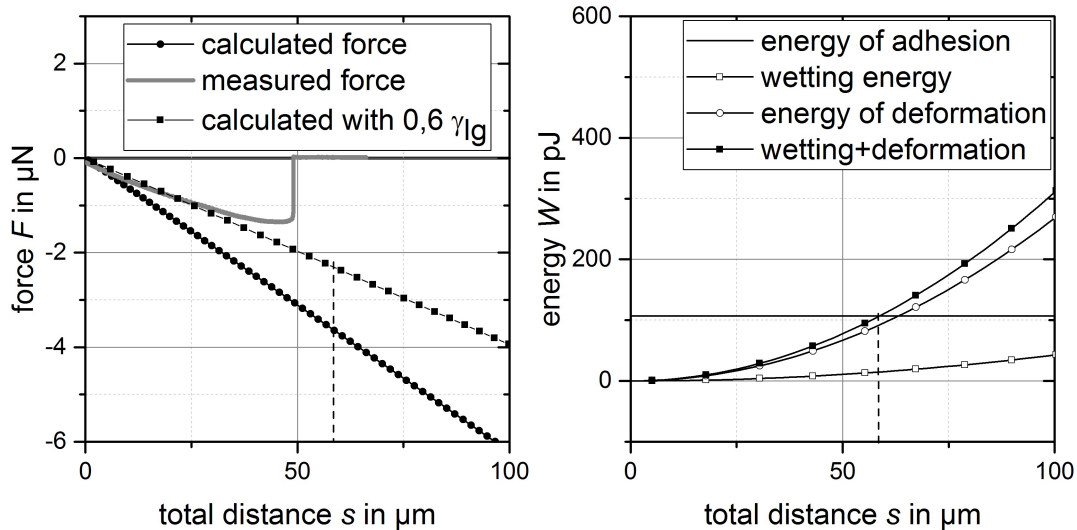 calculated force
measured force
calculated with 0,6 γlg
2
0
-2
-4
-6
force F in µN
0
50
100
total distance s in µm
energy of adhesion
wetting energy
energy of deformation
wetting+deformation
600
400
200
0
energy W in pJ
0
50
100
total distance s in µm